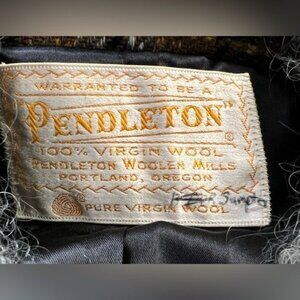 WARRANTED TO BE A
"PENDLETON"®
100% VIRGIN WOOL
PENDLETON WOOLEN MILLS
PORTLAND, OREGON
PURE VIRGIN WOOL